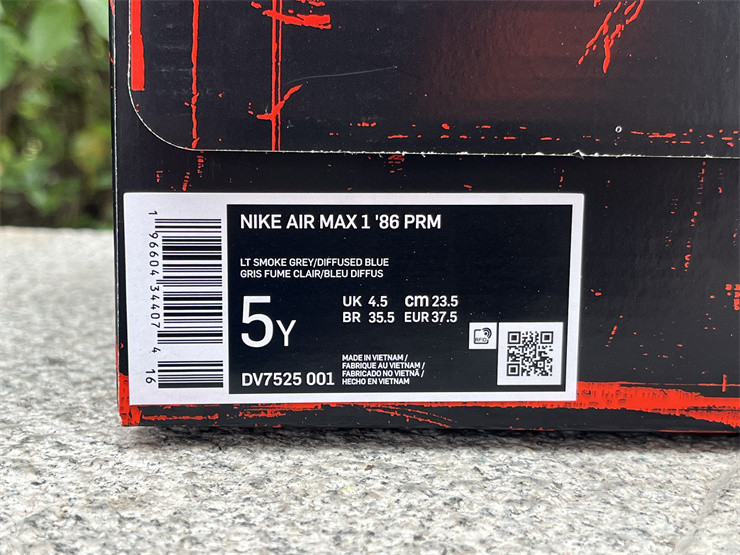 NIKE AIR MAX 1 '86 PRM
LT SMOKE GREY/DIFFUSED BLUE
GRIS FUME CLAIR/BLEU DIFFUS
5Y
UK 4.5 cm 23.5
BR 35.5 EUR 37.5
RFID
MADE IN VIETNAM /
FABRIQUE AU VIETNAM /
FABRICADO NO VIETNÃ /
HECHO EN VIETNAM
DV7525 001
1 96604 34407 4 16